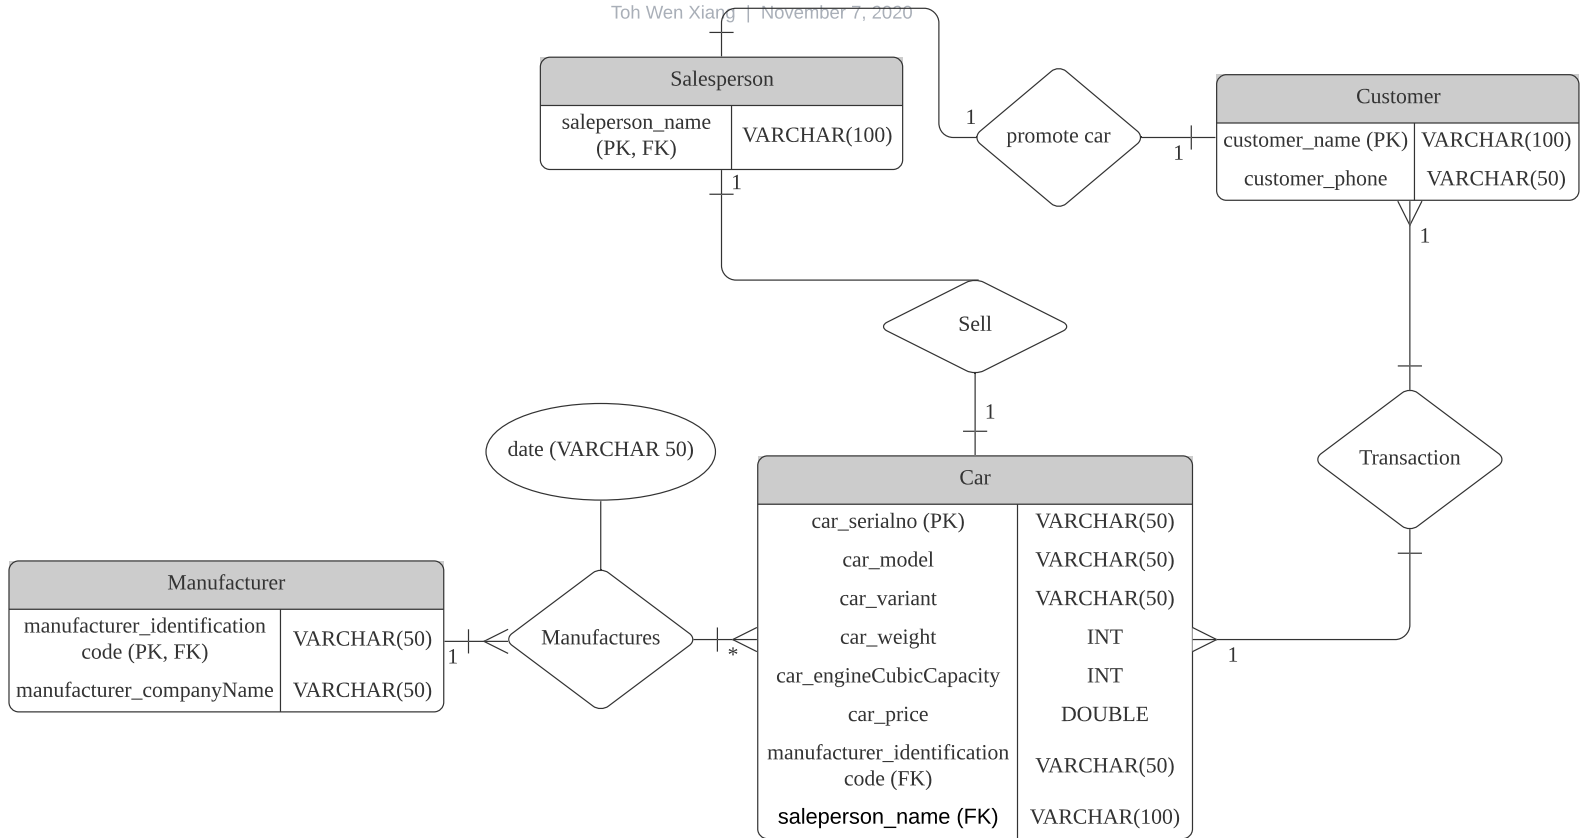 Toh Wen Xiang | November 7, 2020
Salesperson
saleperson_name
(PK, FK)
VARCHAR(100)
1
promote car
1
Customer
customer_name (PK)
VARCHAR(100)
customer_phone
VARCHAR(50)
1
1
Sell
1
Transaction
1
date (VARCHAR 50)
Manufacturer
manufacturer_identification
code (PK, FK)
VARCHAR(50)
manufacturer_companyName
VARCHAR(50)
1
Manufactures
*
Car
car_serialno (PK)
VARCHAR(50)
car_model
VARCHAR(50)
car_variant
VARCHAR(50)
car_weight
INT
car_engineCubicCapacity
INT
car_price
DOUBLE
manufacturer_identification
code (FK)
VARCHAR(50)
saleperson_name (FK)
VARCHAR(100)
1